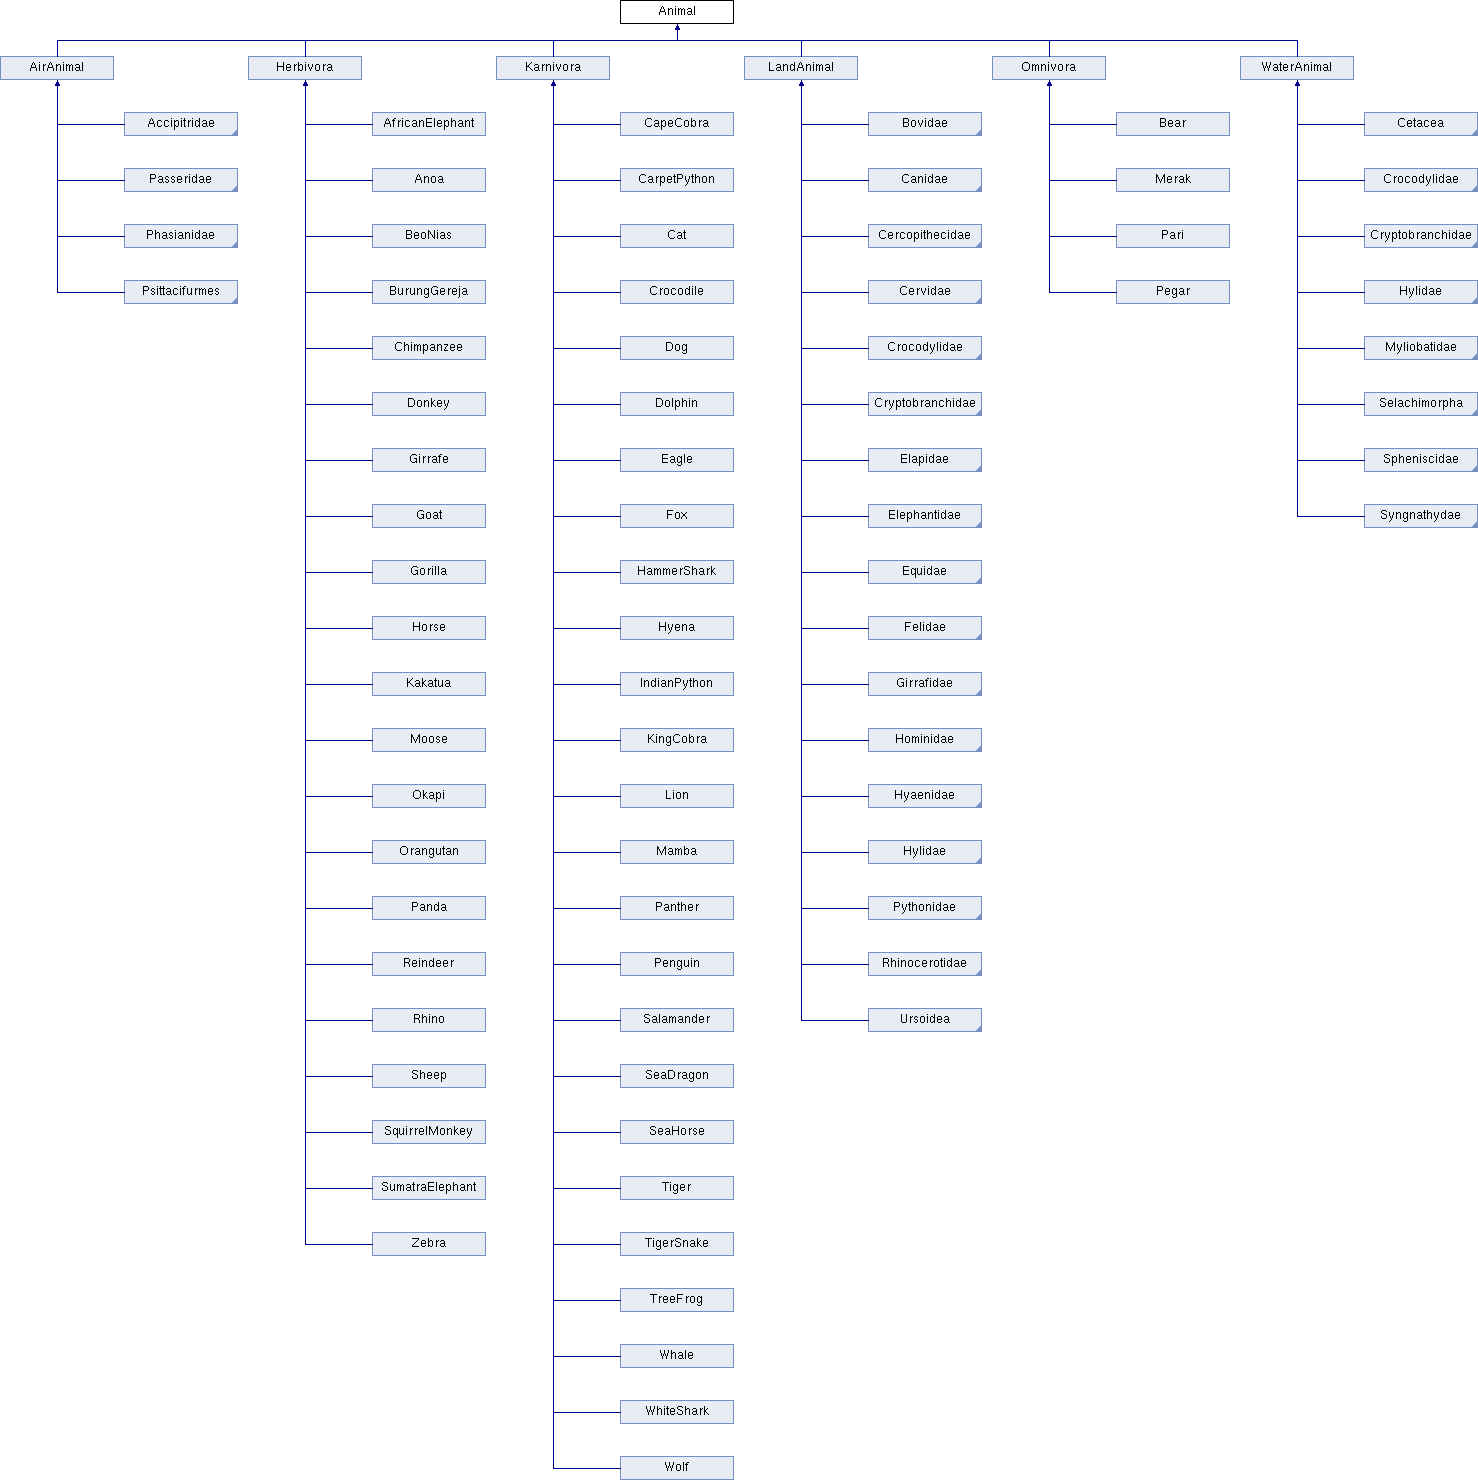 Animal
AirAnimal
Herbivora
Karnivora
LandAnimal
Omnivora
WaterAnimal
Accipitridae
Passeridae
Phasianidae
Psittacifurmes
AfricanElephant
Anoa
BeoNias
BurungGereja
Chimpanzee
Donkey
Girrafe
Goat
Gorilla
Horse
Kakatua
Moose
Okapi
Orangutan
Panda
Reindeer
Rhino
Sheep
SquirrelMonkey
SumatraElephant
Zebra
CapeCobra
CarpetPython
Cat
Crocodile
Dog
Dolphin
Eagle
Fox
HammerShark
Hyena
IndianPython
KingCobra
Lion
Mamba
Panther
Penguin
Salamander
SeaDragon
SeaHorse
Tiger
TigerSnake
TreeFrog
Whale
WhiteShark
Wolf
Bovidae
Canidae
Cercopithecidae
Cervidae
Crocodylidae
Cryptobranchidae
Elapidae
Elephantidae
Equidae
Felidae
Girrafidae
Hominidae
Hyaenidae
Hylidae
Pythonidae
Rhinocerotidae
Ursoidea
Bear
Merak
Pari
Pegar
Cetacea
Crocodylidae
Cryptobranchidae
Hylidae
Myliobatidae
Selachimorpha
Spheniscidae
Syngnathydae